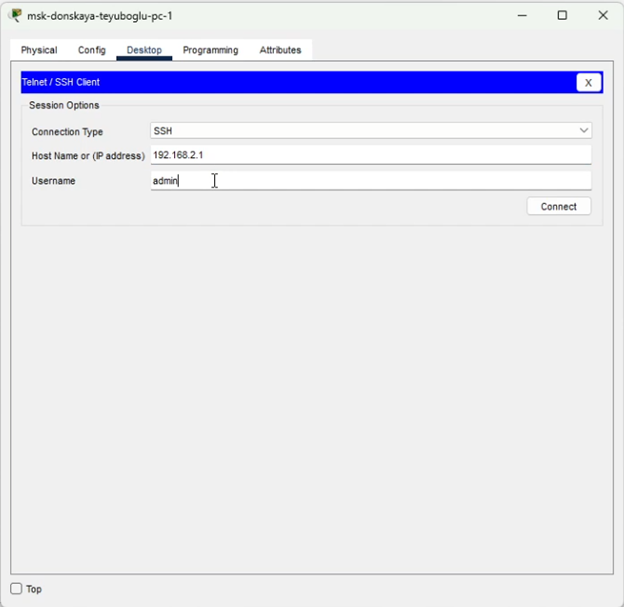 msk-donskaya-teyuboglu-pc-1
Physical Config Desktop Programming Attributes
Telnet / SSH Client X
Session Options
Connection Type SSH
Host Name or (IP address) 192.168.2.1
Username admin
Connect
Top